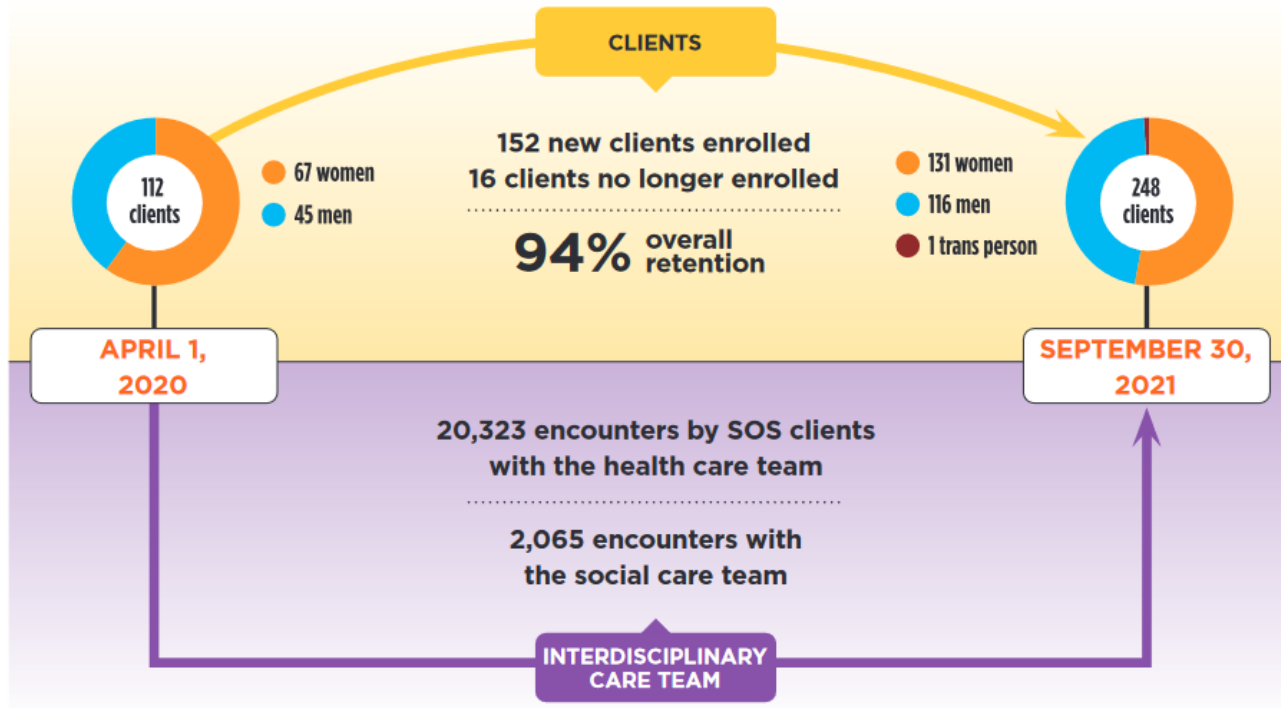 CLIENTS
112
clients
67 women
45 men
152 new clients enrolled
16 clients no longer enrolled
94% overall
retention
131 women
116 men
1 trans person
248
clients
APRIL 1,
2020
SEPTEMBER 30,
2021
20,323 encounters by SOS clients
with the health care team
2,065 encounters with
the social care team
INTERDISCIPLINARY
CARE TEAM